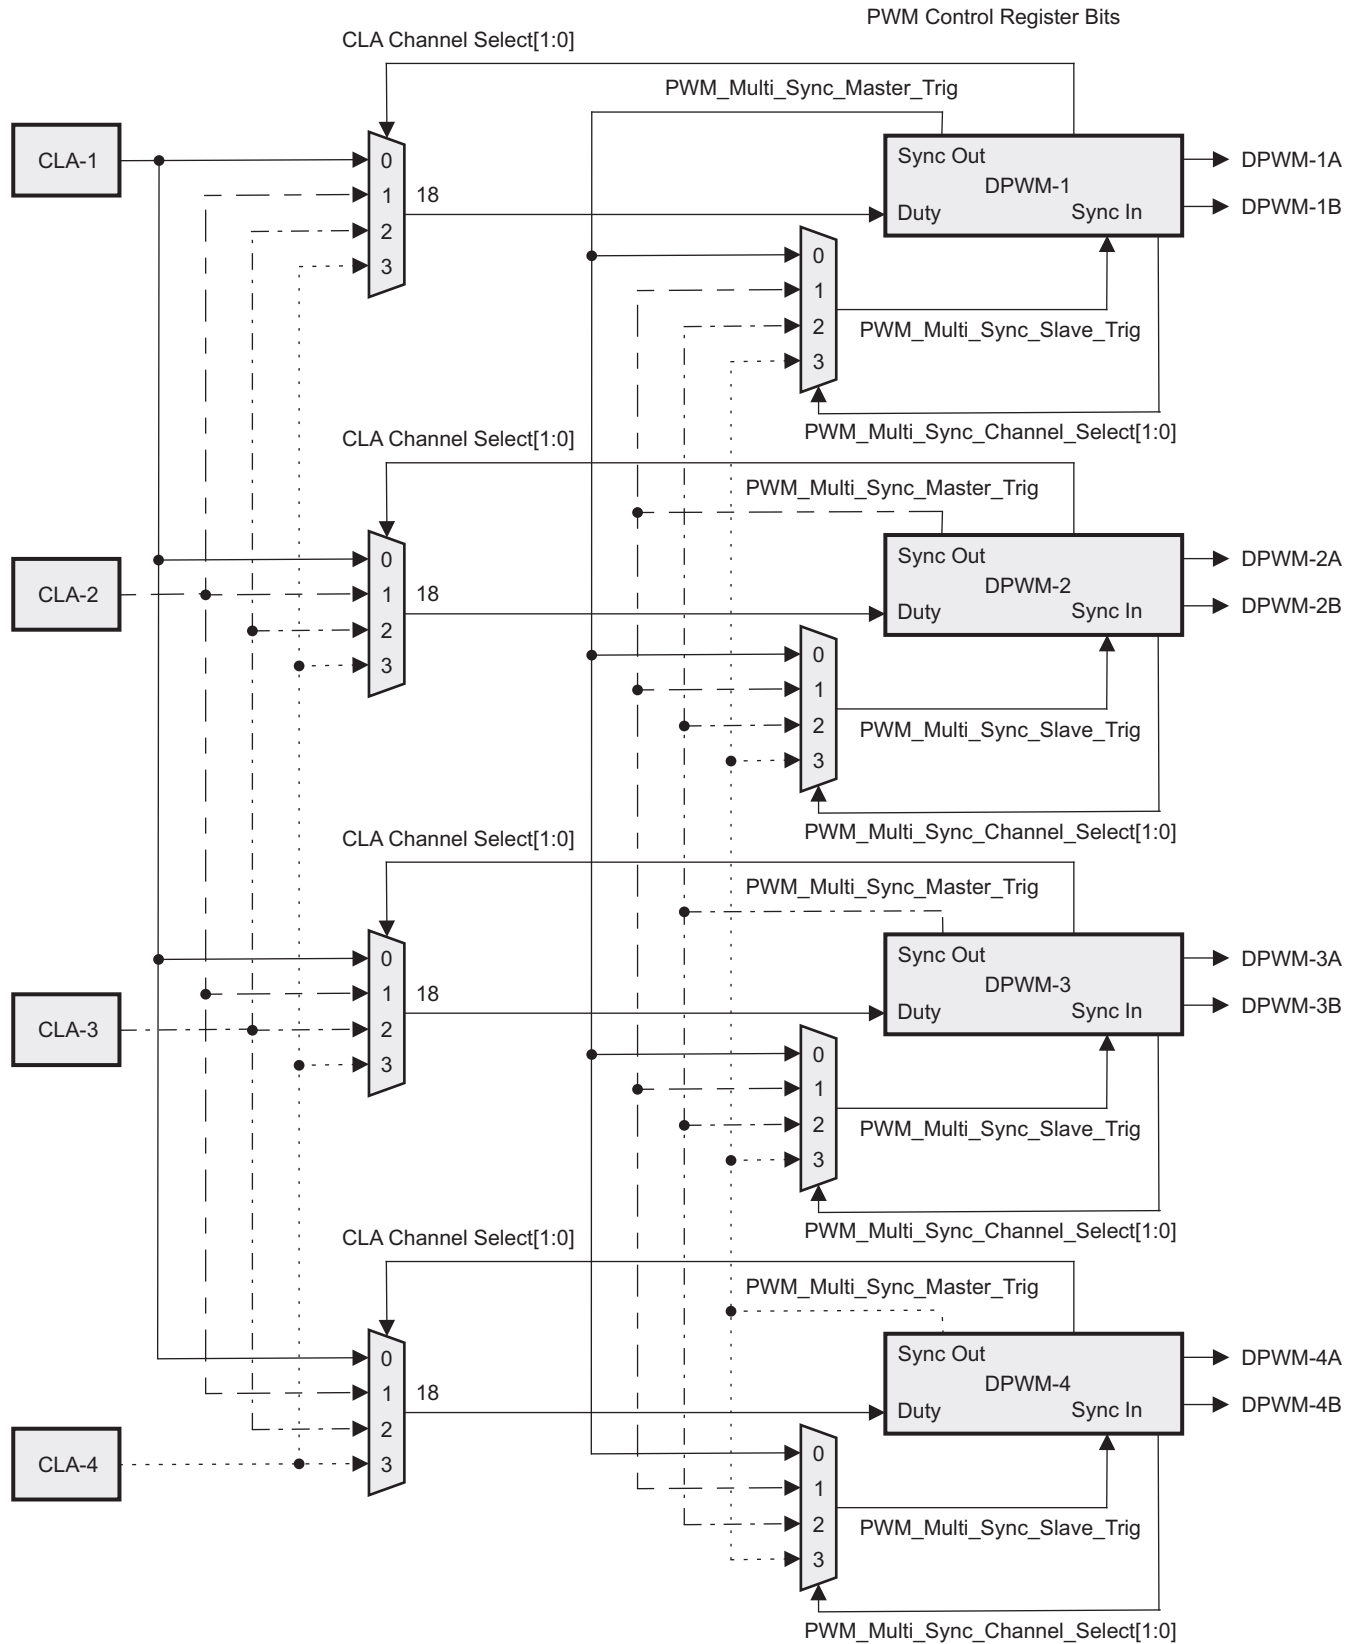 PWM Control Register Bits
CLA Channel Select[1:0]
PWM_Multi_Sync_Master_Trig
CLA-1
0
1
2
3
18
Sync Out
DPWM-1
Duty
Sync In
DPWM-1A
DPWM-1B
0
1
2
3
PWM_Multi_Sync_Slave_Trig
PWM_Multi_Sync_Channel_Select[1:0]
CLA Channel Select[1:0]
PWM_Multi_Sync_Master_Trig
CLA-2
0
1
2
3
18
Sync Out
DPWM-2
Duty
Sync In
DPWM-2A
DPWM-2B
0
1
2
3
PWM_Multi_Sync_Slave_Trig
PWM_Multi_Sync_Channel_Select[1:0]
CLA Channel Select[1:0]
PWM_Multi_Sync_Master_Trig
CLA-3
0
1
2
3
18
Sync Out
DPWM-3
Duty
Sync In
DPWM-3A
DPWM-3B
0
1
2
3
PWM_Multi_Sync_Slave_Trig
PWM_Multi_Sync_Channel_Select[1:0]
CLA Channel Select[1:0]
PWM_Multi_Sync_Master_Trig
CLA-4
0
1
2
3
18
Sync Out
DPWM-4
Duty
Sync In
DPWM-4A
DPWM-4B
0
1
2
3
PWM_Multi_Sync_Slave_Trig
PWM_Multi_Sync_Channel_Select[1:0]